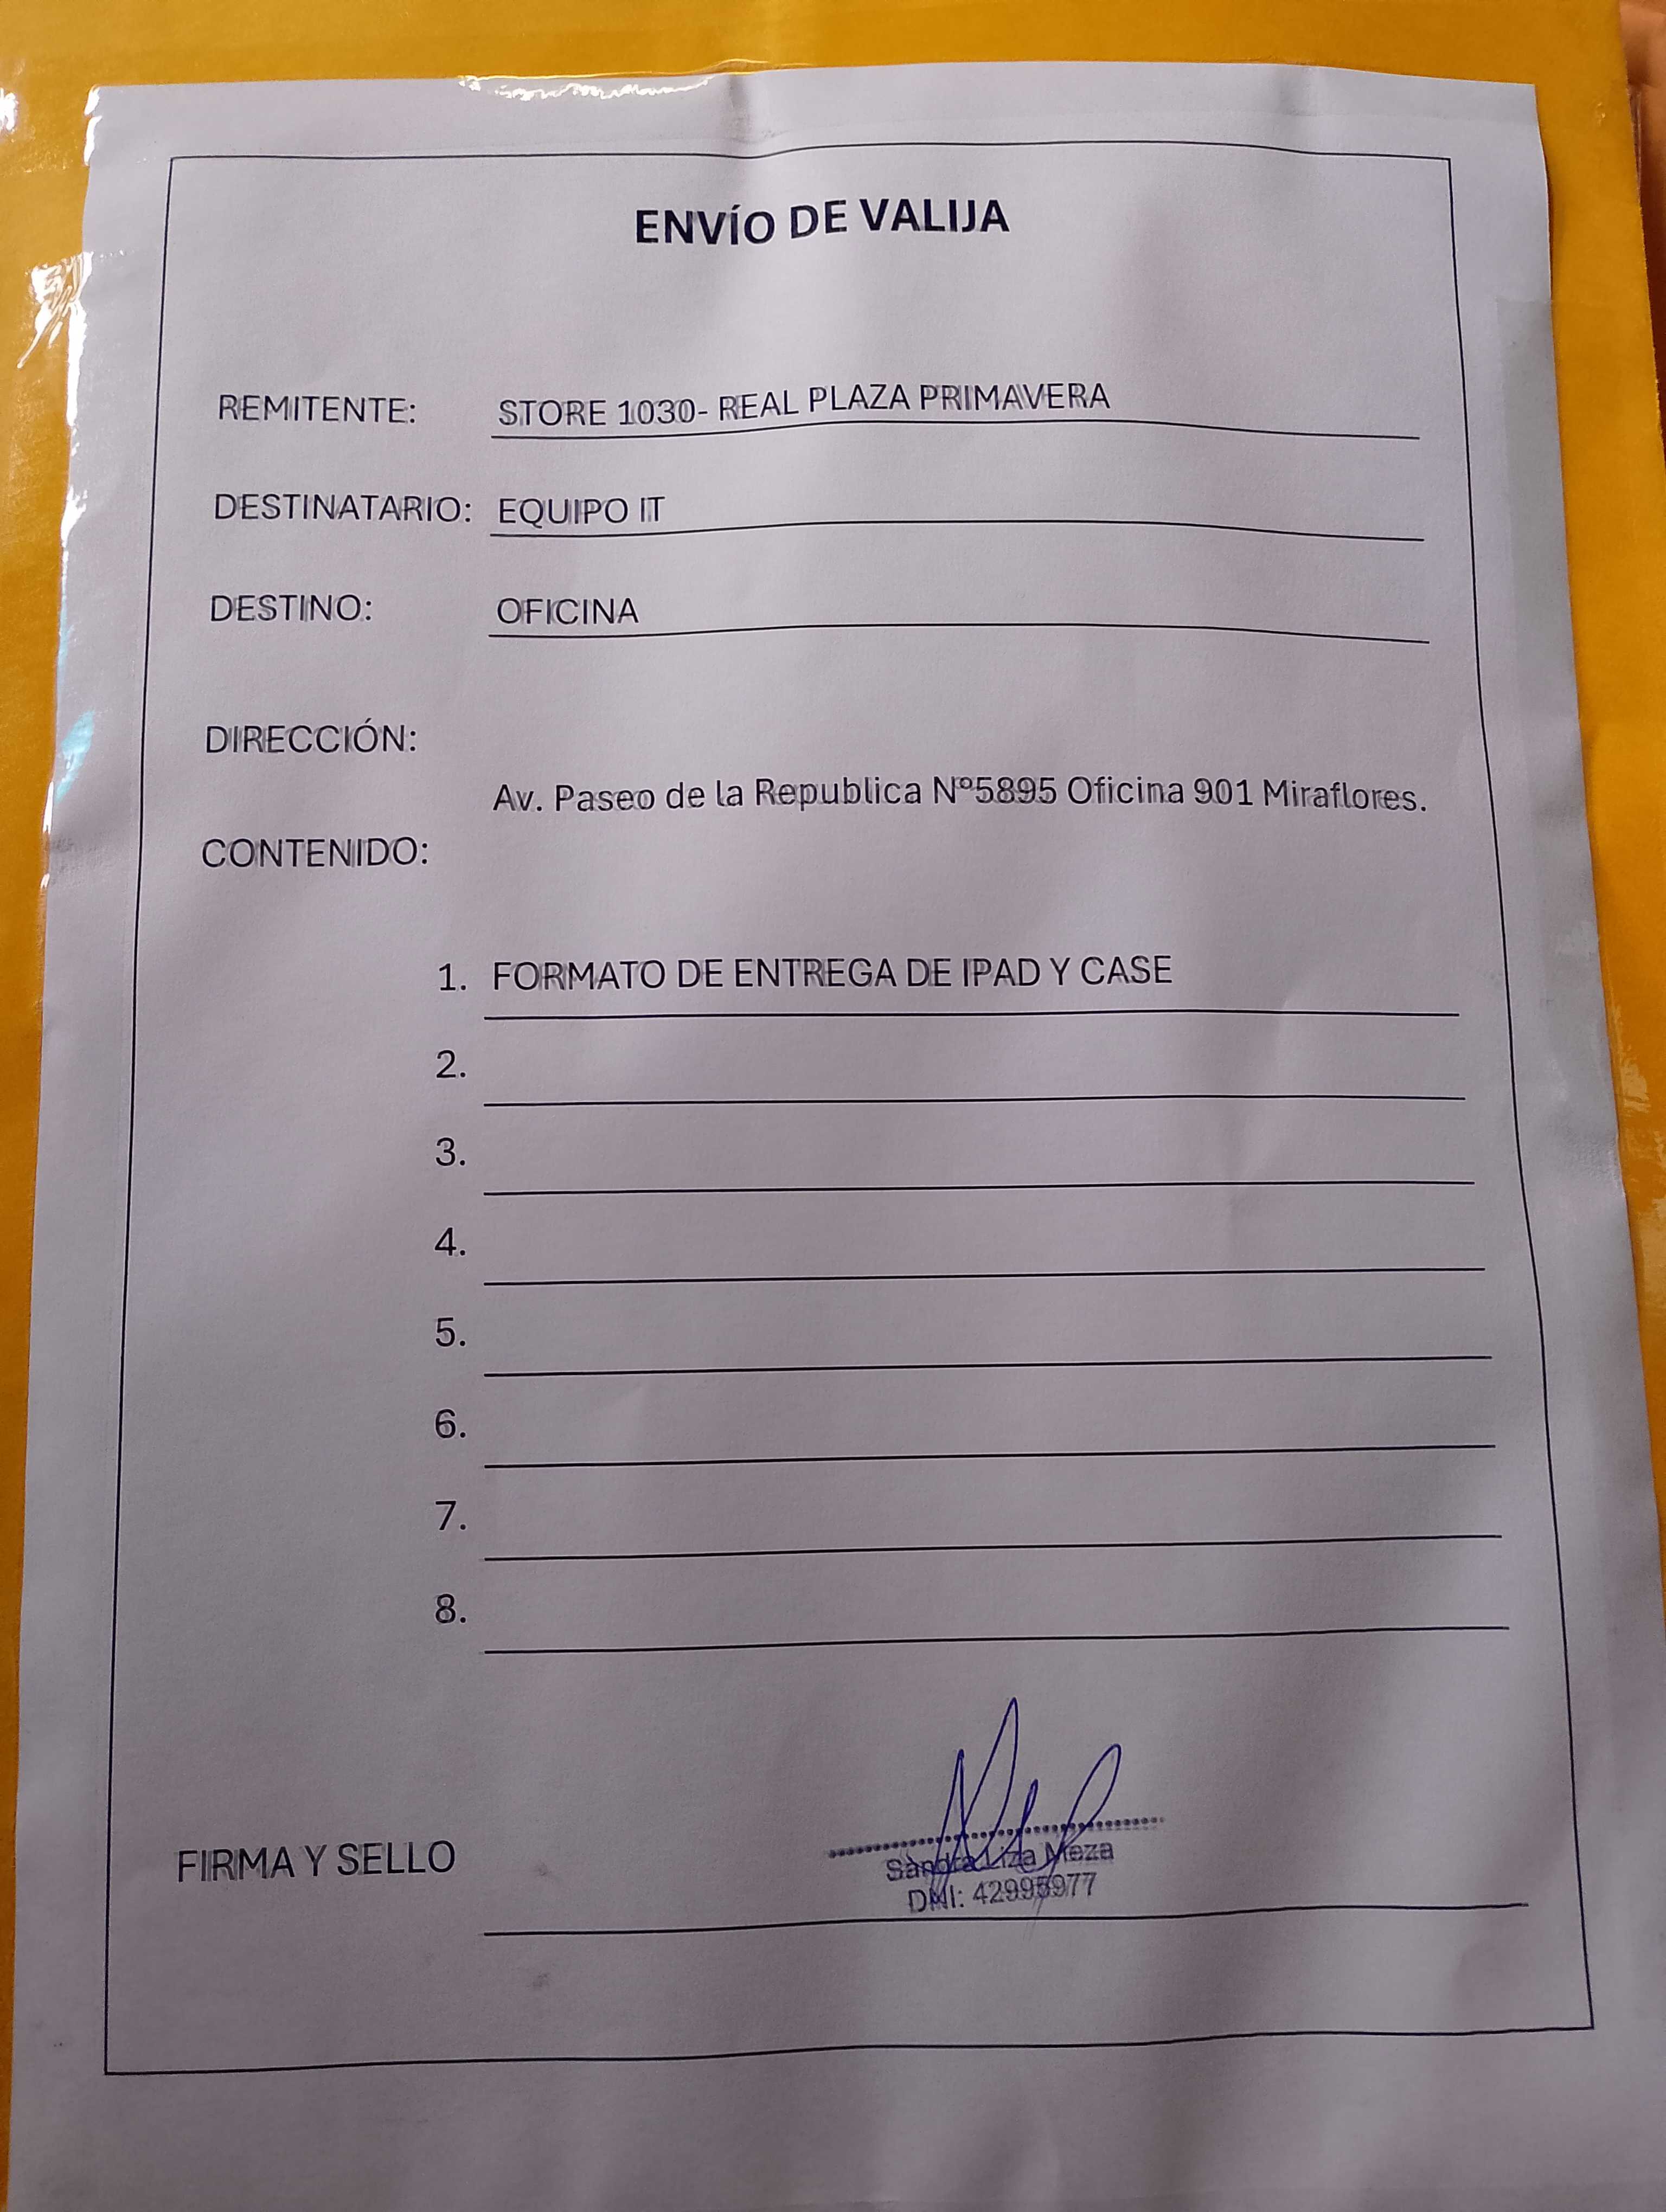 ENVÍO DE VALIJA
REMITENTE: STORE 1030- REAL PLAZA PRIMAVERA
DESTINATARIO: EQUIPO IT
DESTINO: OFICINA
DIRECCIÓN:
Av. Paseo de la Republica Nº5895 Oficina 901 Miraflores.
CONTENIDO:
1. FORMATO DE ENTREGA DE IPAD Y CASE
2.
3.
4.
5.
6.
7.
8.
FIRMA Y SELLO
Sandra Liza Meza
DNI: 42995977